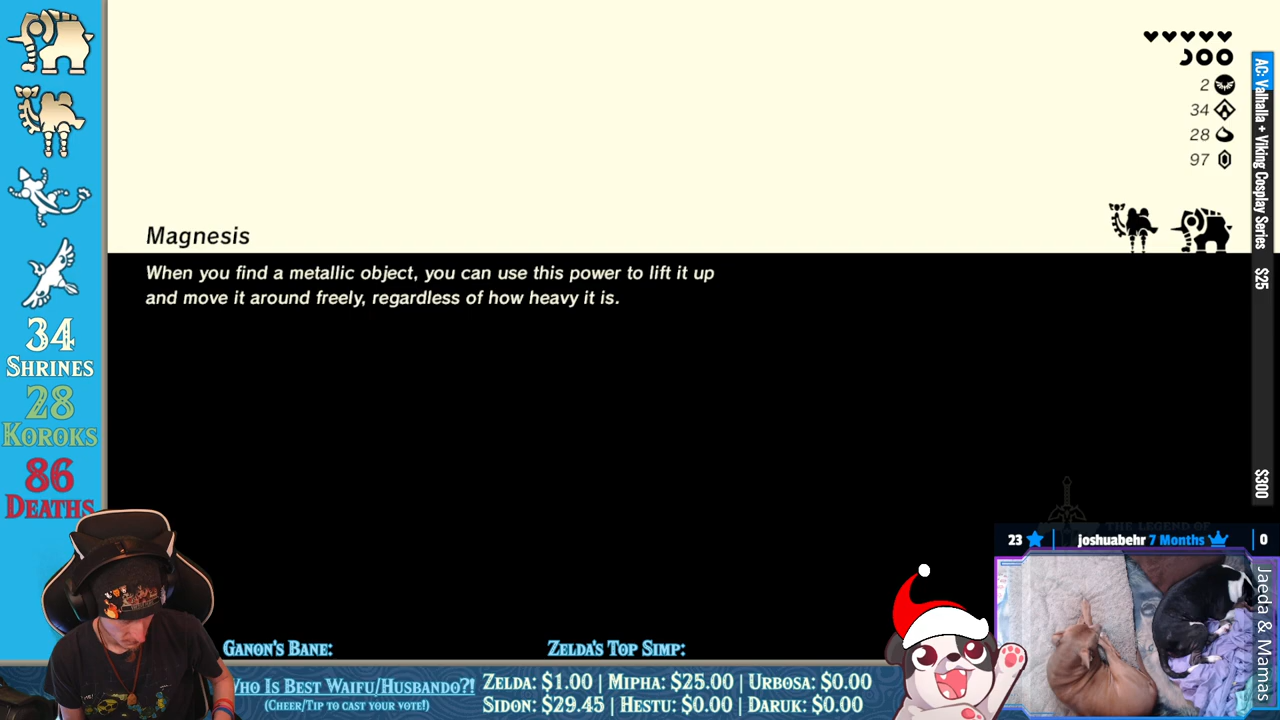 2
34
28
97
Magnesis
When you find a metallic object, you can use this power to lift it up
and move it around freely, regardless of how heavy it is.
34
SHRINES
28
KOROKS
86
DEATHS
AC: Valhalla + Viking Cosplay Series $25 $300
THE LEGEND OF
23 joshuabehr 7 Months 0
Jaeda & Mamas
GANON'S BANE: ZELDA'S TOP SIMP:
WHO IS BEST WAIFU/HUSBANDO?!
(CHEER/TIP TO CAST YOUR VOTE!)
ZELDA: $1.00 | MIPHA: $25.00 | URBOSA: $0.00
SIDON: $29.45 | HESTU: $0.00 | DARUK: $0.00